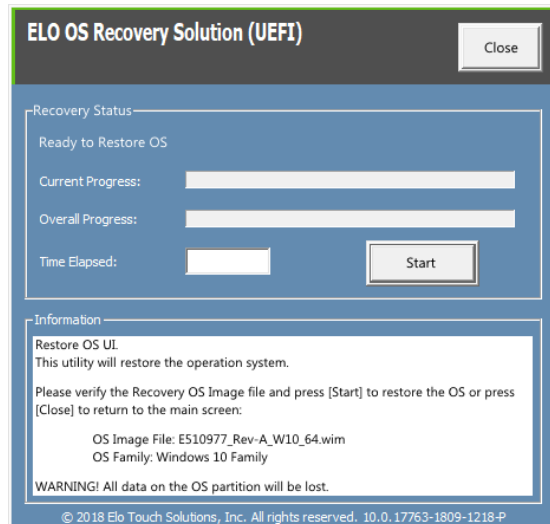 ELO OS Recovery Solution (UEFI)
Close
Recovery Status
Ready to Restore OS
Current Progress:
Overall Progress:
Time Elapsed:
Start
Information
Restore OS UI.
This utility will restore the operation system.
Please verify the Recovery OS Image file and press [Start] to restore the OS or press
[Close] to return to the main screen:
OS Image File: E510977_Rev-A_W10_64.wim
OS Family: Windows 10 Family
WARNING! All data on the OS partition will be lost.
© 2018 Elo Touch Solutions, Inc. All rights reserved. 10.0.17763-1809-1218-P